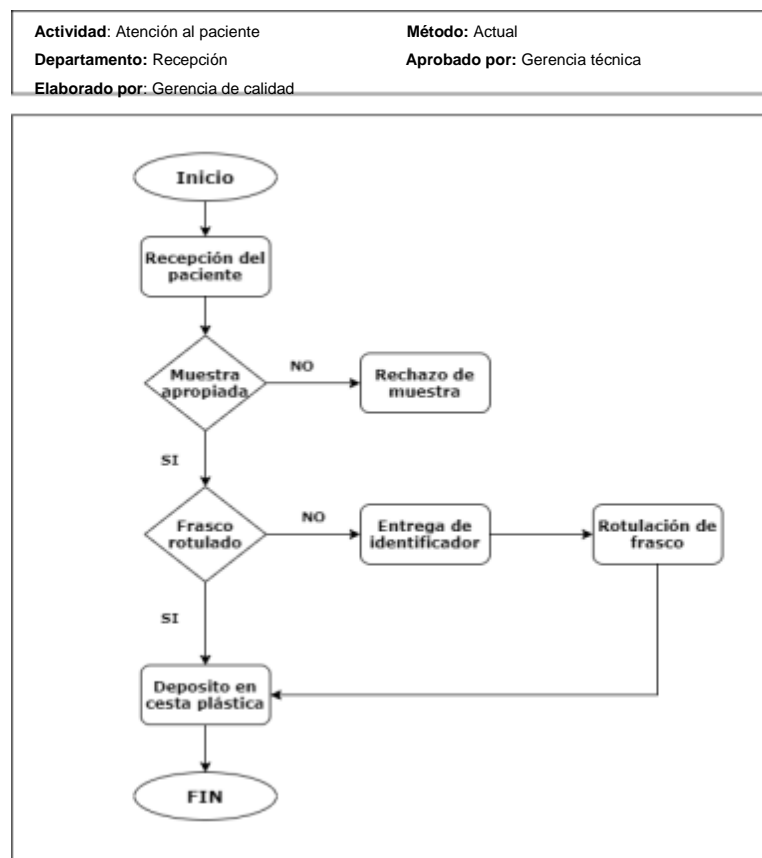 Actividad: Atención al paciente Método: Actual
Departamento: Recepción Aprobado por: Gerencia técnica
Elaborado por: Gerencia de calidad
Inicio
Recepción del
paciente
Muestra
apropiada
NO
Rechazo de
muestra
SI
Frasco
rotulado
NO
Entrega de
identificador
Rotulación de
frasco
SI
Deposito en
cesta plástica
FIN